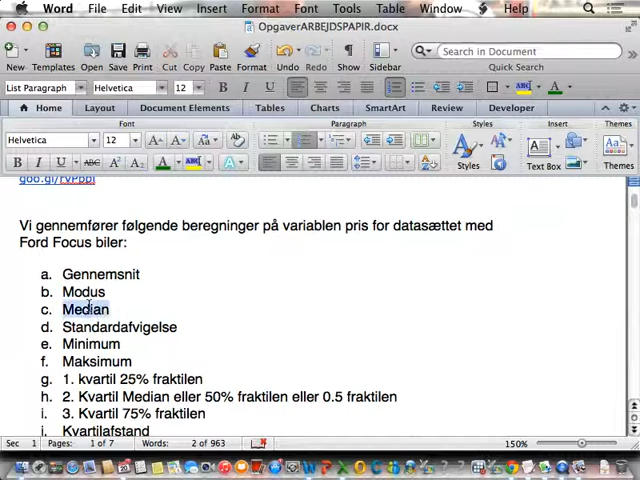 Word File Edit View Insert Format Font Tools Table Window Help
OpgaverARBEJDSPAPIR.docx
Search in Document
New Templates Open Save Print Undo Redo Cut Copy Paste Format Show Sidebar Quick Search
List Paragraph Helvetica 12
Home Layout Document Elements Tables Charts SmartArt Review Developer
Font Paragraph Styles Insert Themes
Helvetica 12
Styles Text Box Themes
goo.gl/rvPbpl
Vi gennemfører følgende beregninger på variablen pris for datasættet med
Ford Focus biler:
a. Gennemsnit
b. Modus
c. Median
d. Standardafvigelse
e. Minimum
f. Maksimum
g. 1. kvartil 25% fraktilen
h. 2. Kvartil Median eller 50% fraktilen eller 0.5 fraktilen
i. 3. Kvartil 75% fraktilen
j. Kvartilafstand
Sec 1 Pages: 1 of 7 Words: 2 of 963 150%